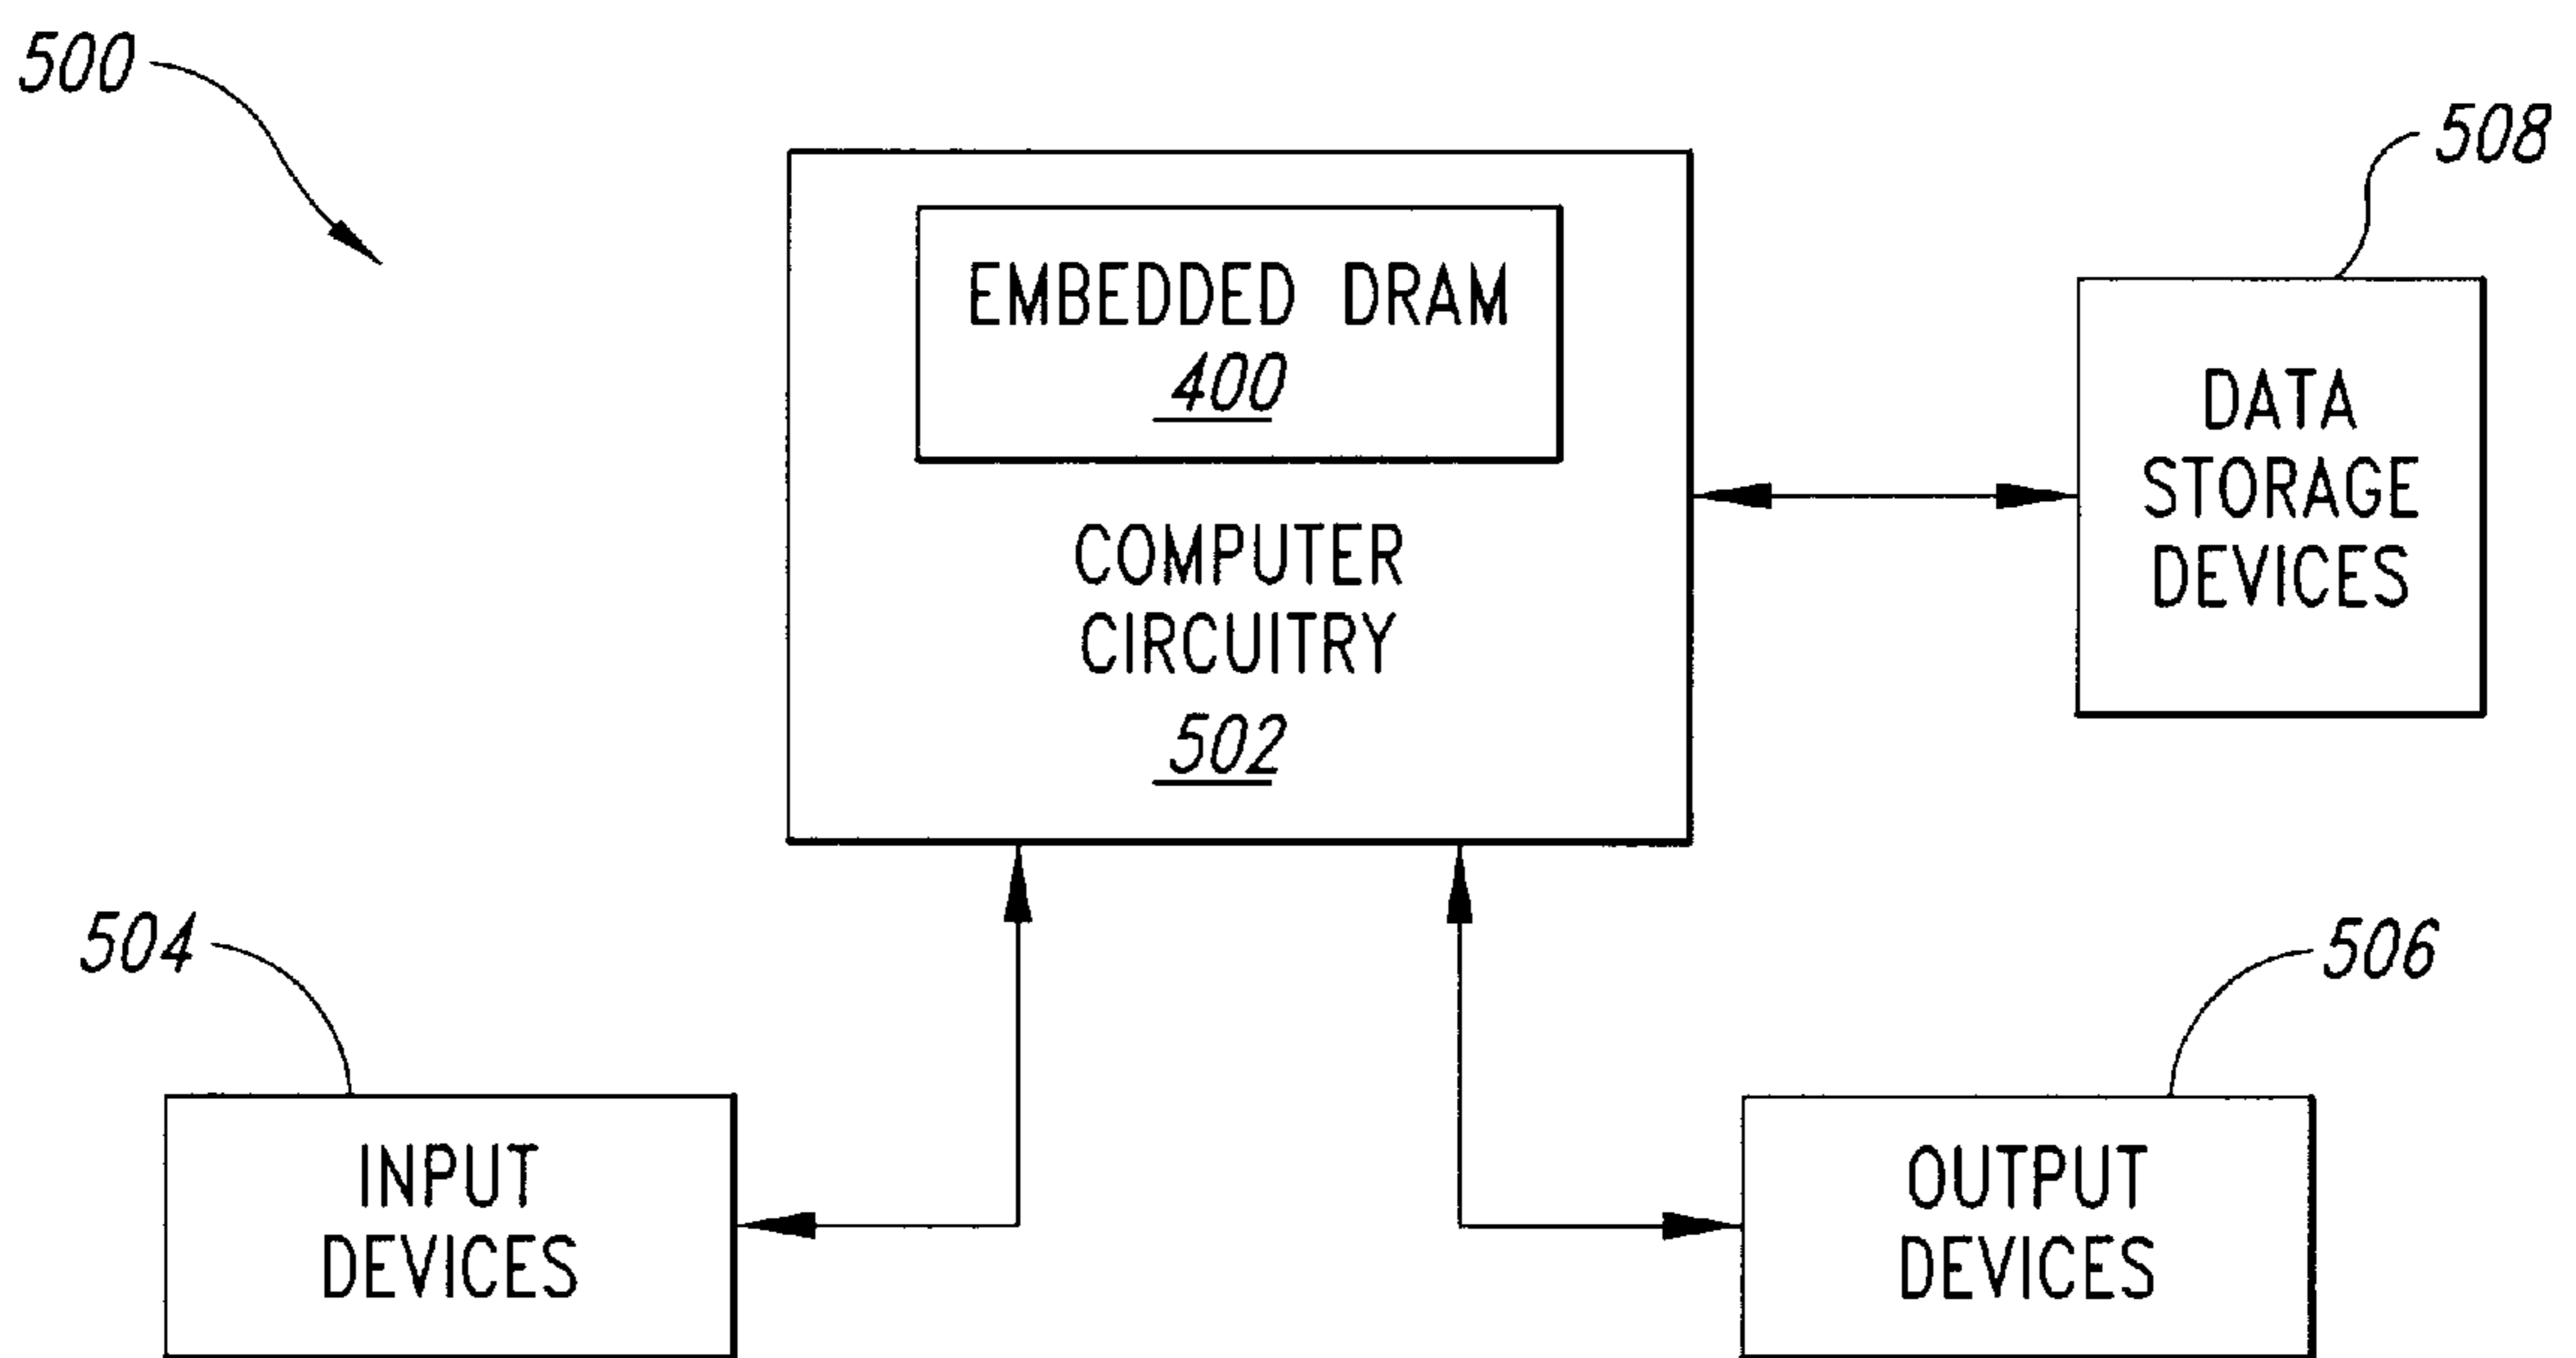 500
508
EMBEDDED DRAM
400
DATA
STORAGE
DEVICES
COMPUTER
CIRCUITRY
502
504
506
INPUT
DEVICES
OUTPUT
DEVICES